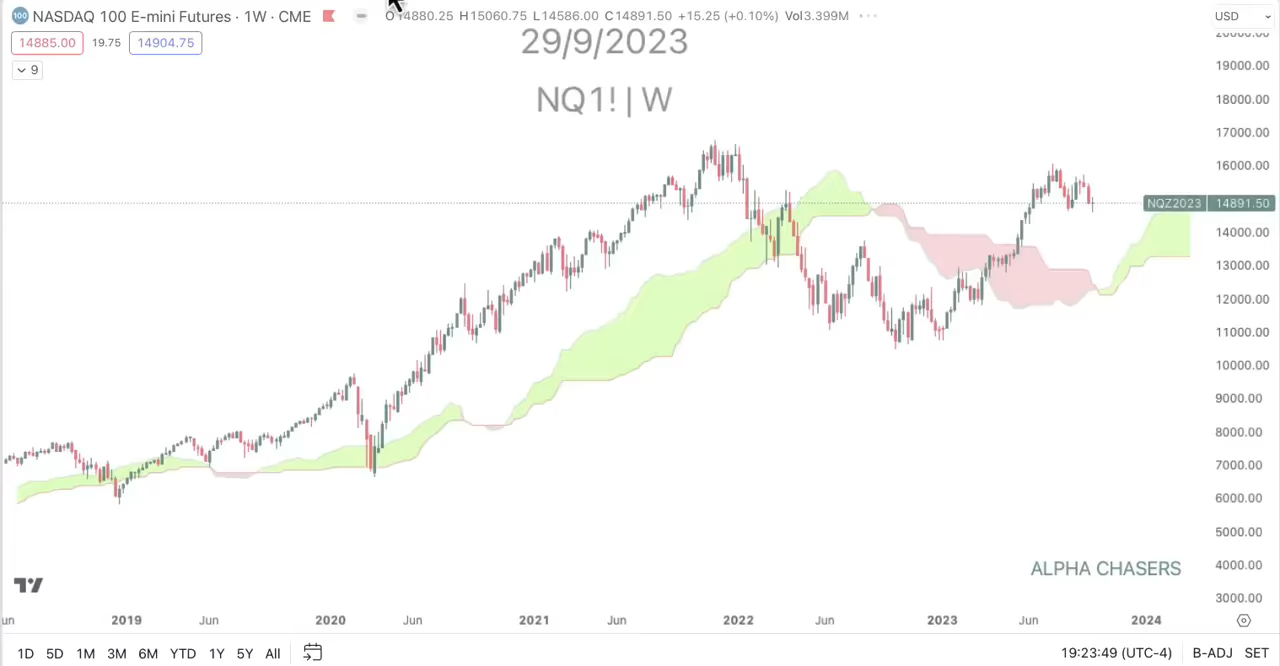 100 NASDAQ 100 E-mini Futures · 1W · CME O14880.25 H15060.75 L14586.00 C14891.50 +15.25 (+0.10%) Vol3.399M ···
USD
14885.00 19.75 14904.75
9
29/9/2023
NQ1! | W
20000.00
19000.00
18000.00
17000.00
16000.00
NQZ2023 14891.50
14000.00
13000.00
12000.00
11000.00
10000.00
9000.00
8000.00
7000.00
6000.00
5000.00
4000.00
3000.00
ALPHA CHASERS
2019 Jun 2020 Jun 2021 Jun 2022 Jun 2023 Jun 2024
1D 5D 1M 3M 6M YTD 1Y 5Y All 19:23:49 (UTC-4) B-ADJ SET